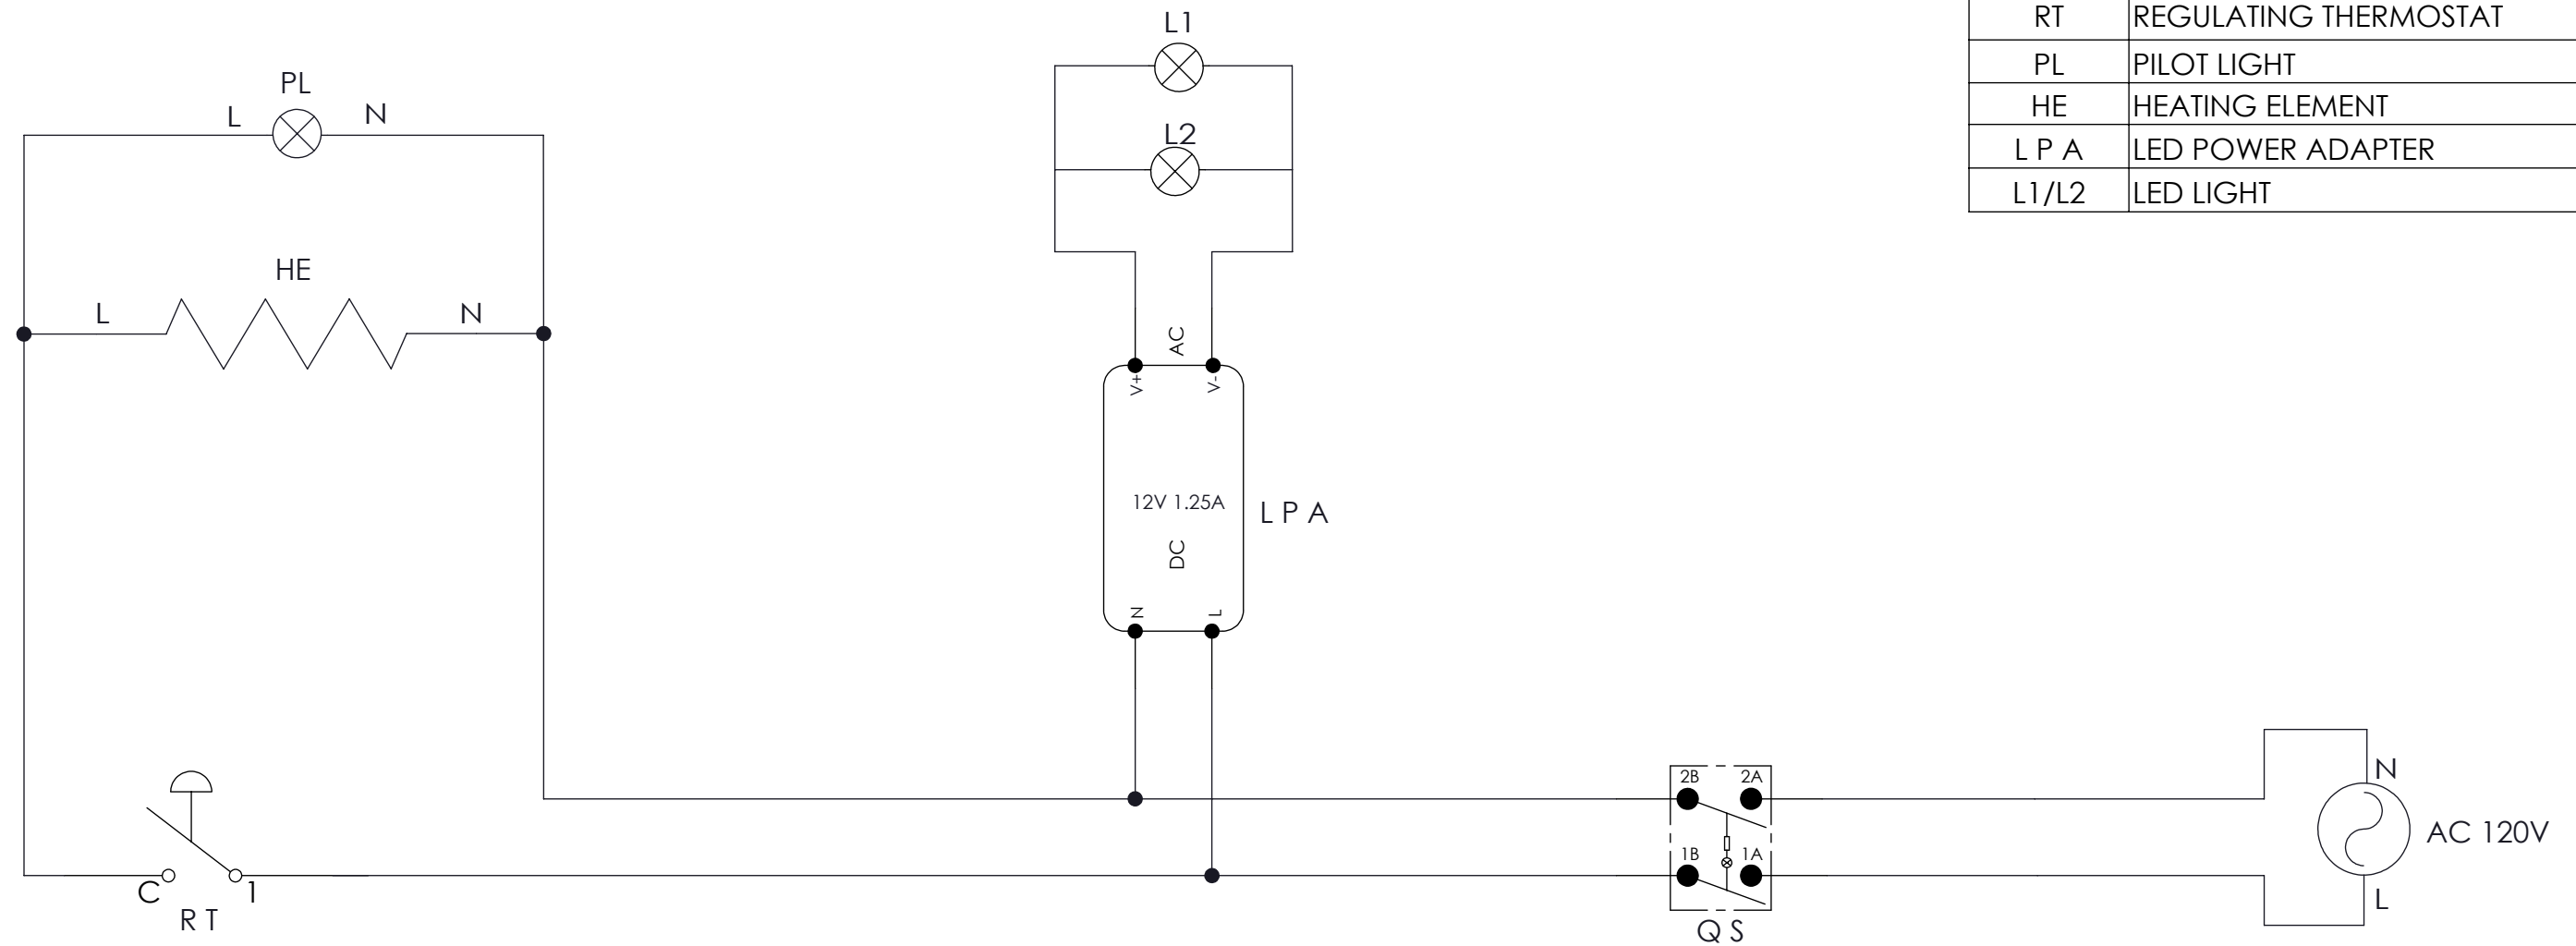 L1
RT REGULATING THERMOSTAT
PL PILOT LIGHT
HE HEATING ELEMENT
L P A LED POWER ADAPTER
L1/L2 LED LIGHT
PL
L N
L2
HE
L N
AC
V+ V-
12V 1.25A
L P A
DC
N L
2B 2A
1B 1A
Q S
N
AC 120V
L
C 1
R T